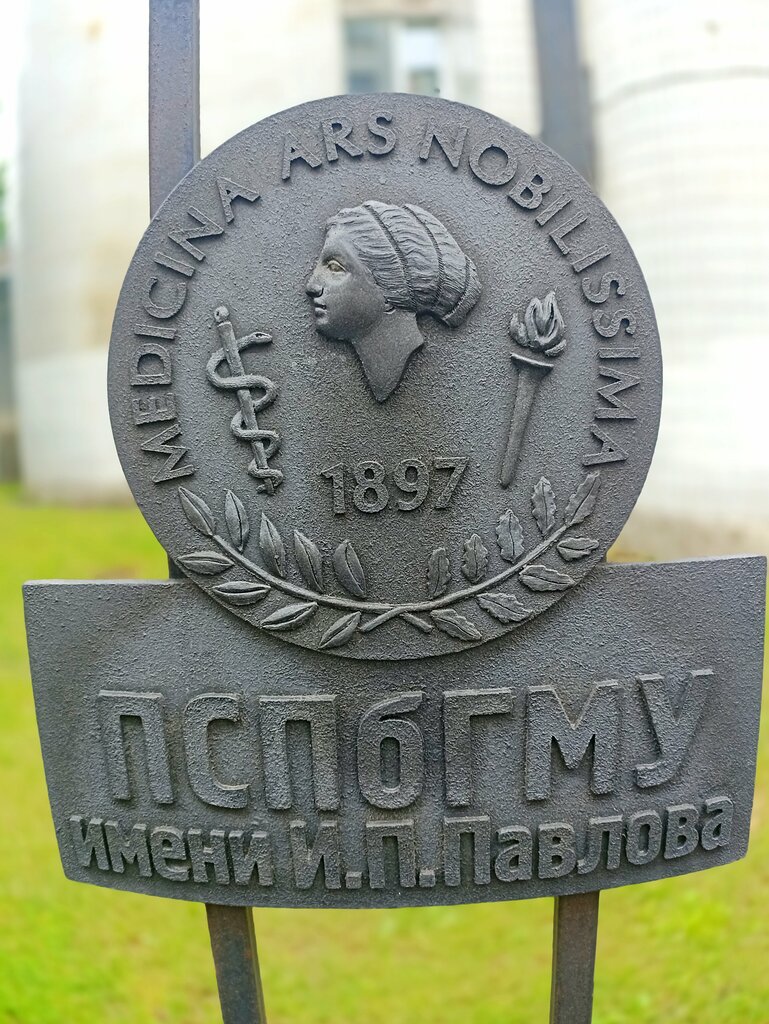 MEDICINA ARS NOBILISSIMA
1897
ПСПбГМУ
имени И.П.Павлова